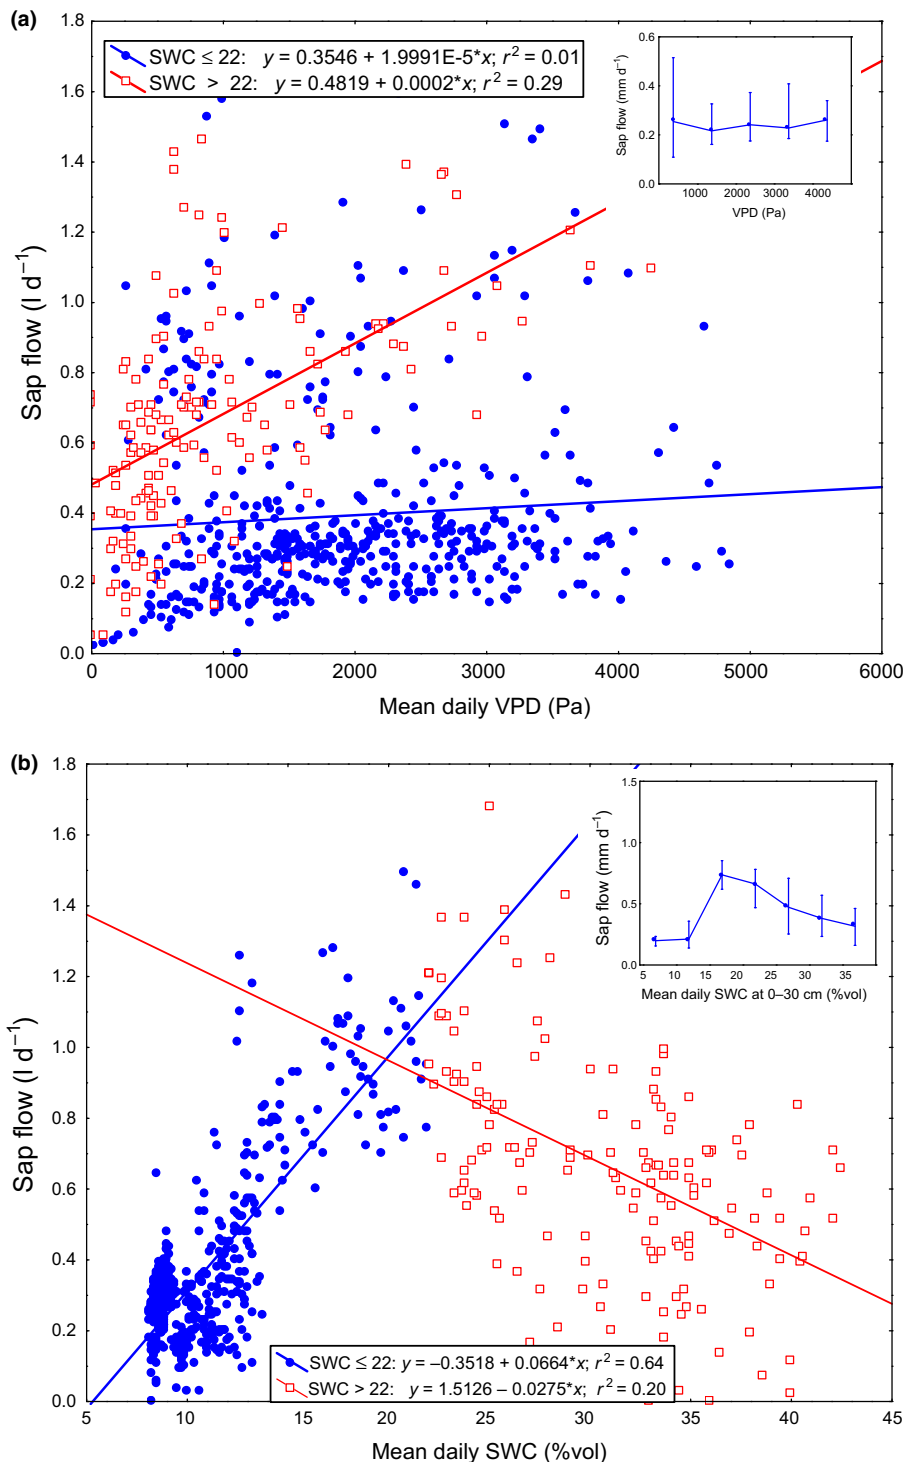 (a)
1.8
1.6
1.4
1.2
1.0
0.8
0.6
0.4
0.2
0.0
Sap flow (l d⁻¹)
SWC ≤ 22: y = 0.3546 + 1.9991E-5*x; r² = 0.01
SWC > 22: y = 0.4819 + 0.0002*x; r² = 0.29
0.6
0.4
0.2
0.0
Sap flow (mm d⁻¹)
1000 2000 3000 4000
VPD (Pa)
0 1000 2000 3000 4000 5000 6000
Mean daily VPD (Pa)
(b)
1.8
1.6
1.4
1.2
1.0
0.8
0.6
0.4
0.2
0.0
Sap flow (l d⁻¹)
1.5
1.0
0.5
0.0
Sap flow (mm d⁻¹)
5 10 15 20 25 30 35
Mean daily SWC at 0–30 cm (%vol)
SWC ≤ 22: y = –0.3518 + 0.0664*x; r² = 0.64
SWC > 22: y = 1.5126 – 0.0275*x; r² = 0.20
5 10 15 20 25 30 35 40 45
Mean daily SWC (%vol)